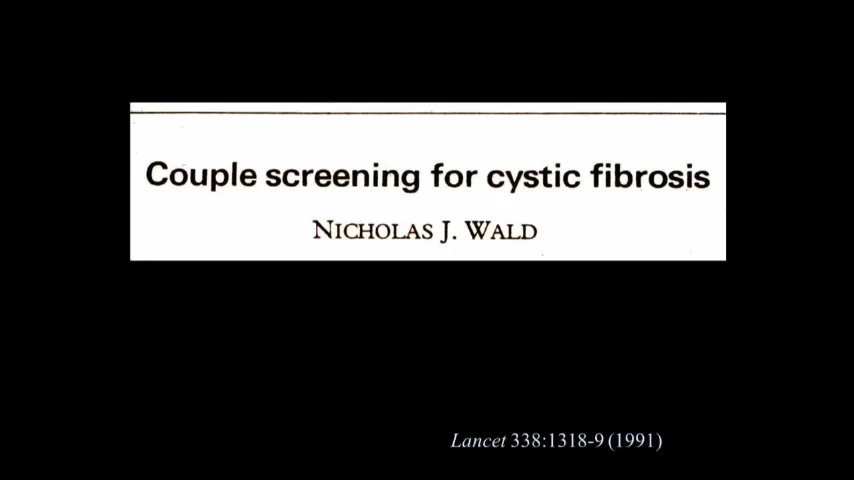 Couple screening for cystic fibrosis
NICHOLAS J. WALD
Lancet 338:1318-9 (1991)